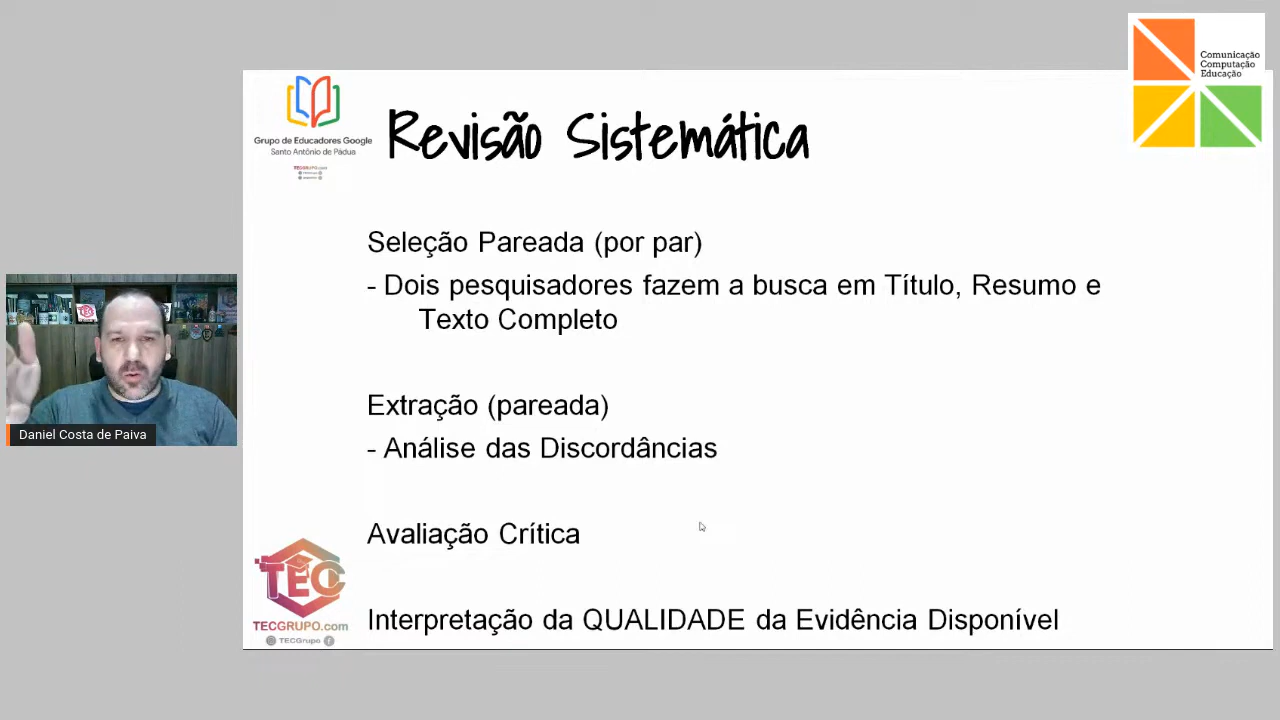 Comunicação
Computação
Educação
Grupo de Educadores Google
Santo Antônio de Pádua
TECGRUPO.com
Revisão Sistemática
Seleção Pareada (por par)
- Dois pesquisadores fazem a busca em Título, Resumo e
Texto Completo
Extração (pareada)
- Análise das Discordâncias
Daniel Costa de Paiva
Avaliação Crítica
TEC
TECGRUPO.com
TECGrupo
Interpretação da QUALIDADE da Evidência Disponível